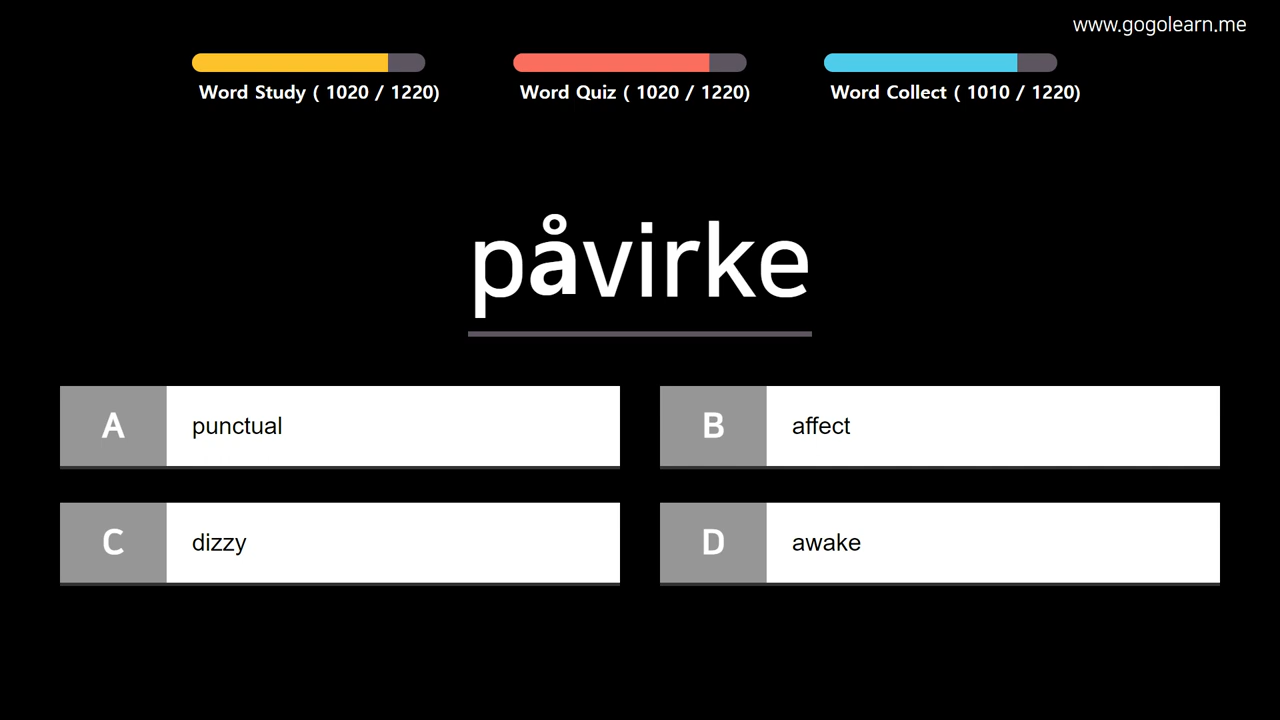 www.gogolearn.me
Word Study ( 1020 / 1220)
Word Quiz ( 1020 / 1220)
Word Collect ( 1010 / 1220)
påvirke
A punctual
B affect
C dizzy
D awake